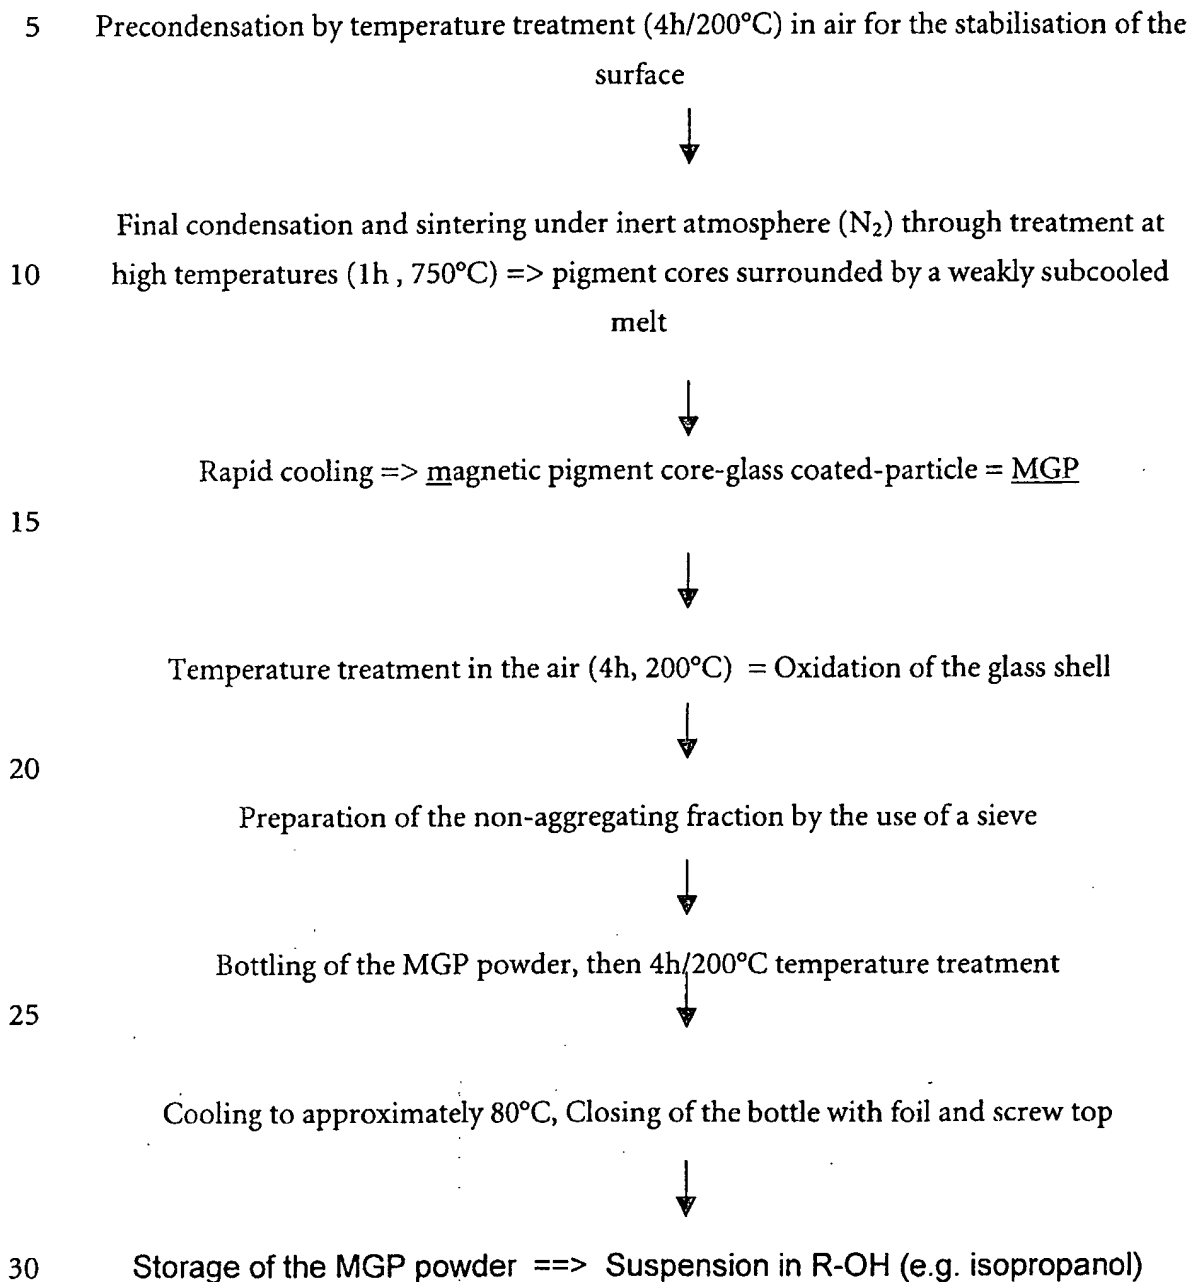 5 Precondensation by temperature treatment (4h/200°C) in air for the stabilisation of the
surface
Final condensation and sintering under inert atmosphere (N₂) through treatment at
10 high temperatures (1h , 750°C) => pigment cores surrounded by a weakly subcooled
melt
Rapid cooling => magnetic pigment core-glass coated-particle = MGP
15
Temperature treatment in the air (4h, 200°C) = Oxidation of the glass shell
20
Preparation of the non-aggregating fraction by the use of a sieve
Bottling of the MGP powder, then 4h/200°C temperature treatment
25
Cooling to approximately 80°C, Closing of the bottle with foil and screw top
30 Storage of the MGP powder ==> Suspension in R-OH (e.g. isopropanol)